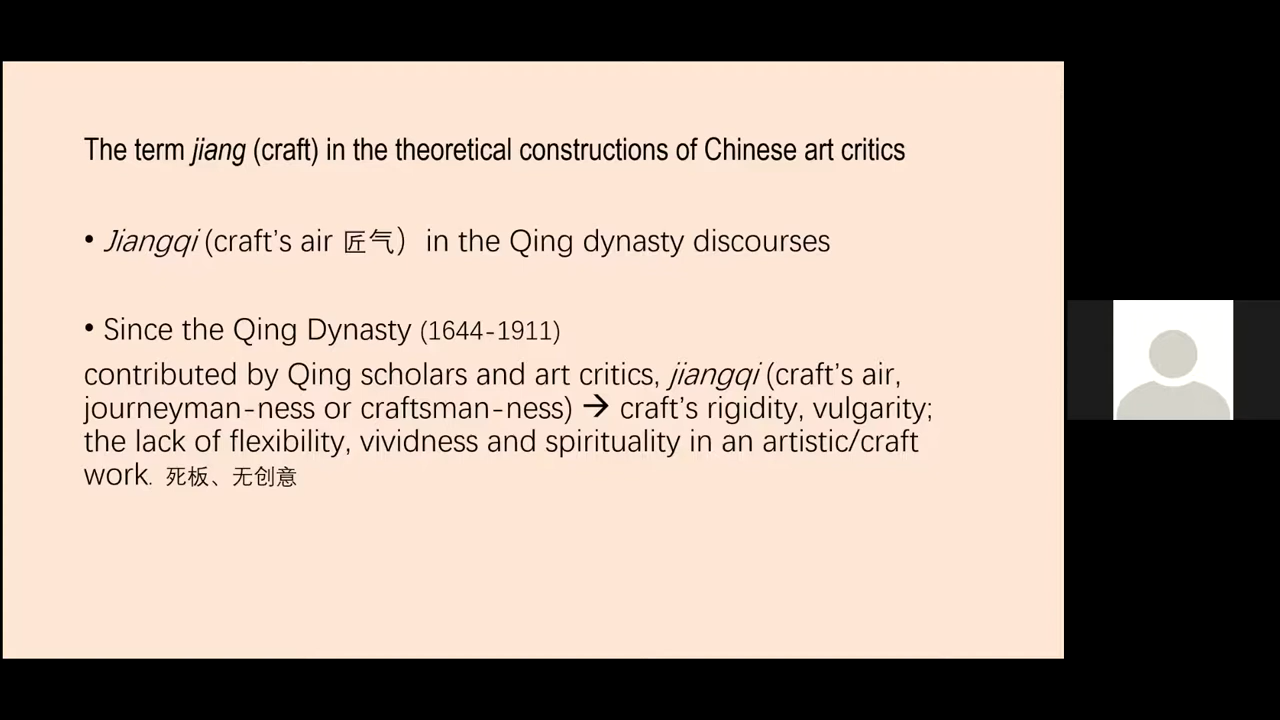 The term jiang (craft) in the theoretical constructions of Chinese art critics
• Jiangqi (craft's air 匠气） in the Qing dynasty discourses
• Since the Qing Dynasty (1644-1911)
contributed by Qing scholars and art critics, jiangqi (craft's air,
journeyman-ness or craftsman-ness) → craft's rigidity, vulgarity;
the lack of flexibility, vividness and spirituality in an artistic/craft
work. 死板、无创意